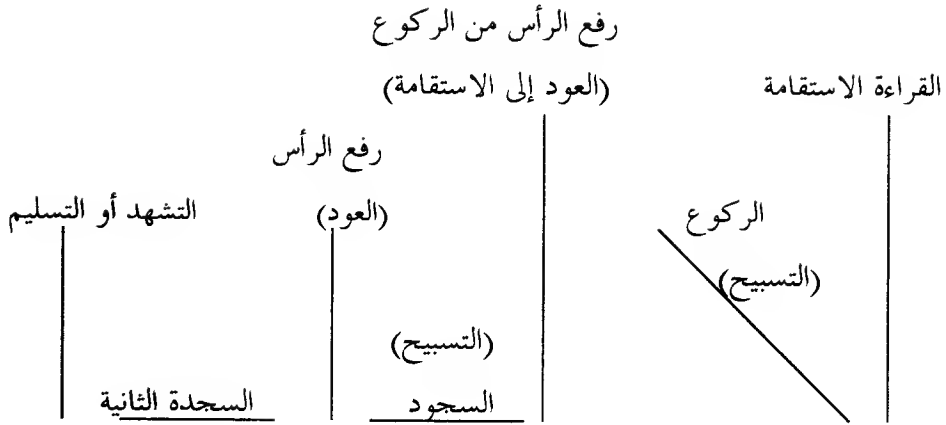 رفع الرأس من الركوع
القراءة الاستقامة
(العود إلى الاستقامة)
رفع الرأس
الركوع
(العود)
التشهد أو التسليم
(التسبيح)
(التسبيح)
السجود
السجدة الثانية